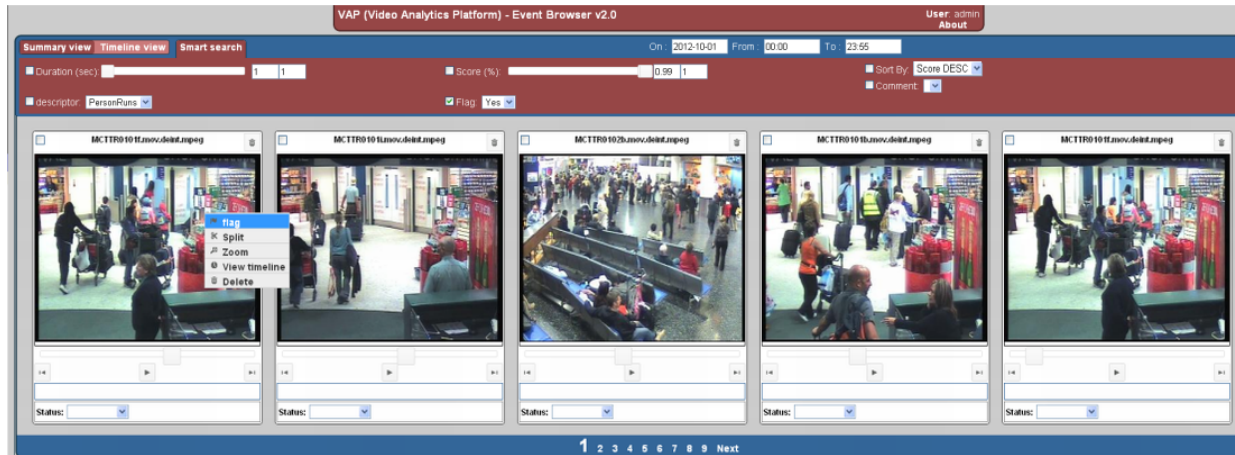 VAP (Video Analytics Platform) - Event Browser v2.0
User: admin
About
Summary view Timeline view Smart search
On : 2012-10-01 From : 00:00 To : 23:55
Duration (sec): 1 1
Score (%): 0.99 1
Sort By: Score DESC
Comment:
descriptor: PersonRuns
Flag: Yes
MCTTR0101f.mov.deint.mpeg
MCTTR0101i.mov.deint.mpeg
MCTTR0102b.mov.deint.mpeg
MCTTR0101b.mov.deint.mpeg
MCTTR0101f.mov.deint.mpeg
flag
Split
Zoom
View timeline
Delete
Status:
Status:
Status:
Status:
Status:
1 2 3 4 5 6 7 8 9 Next